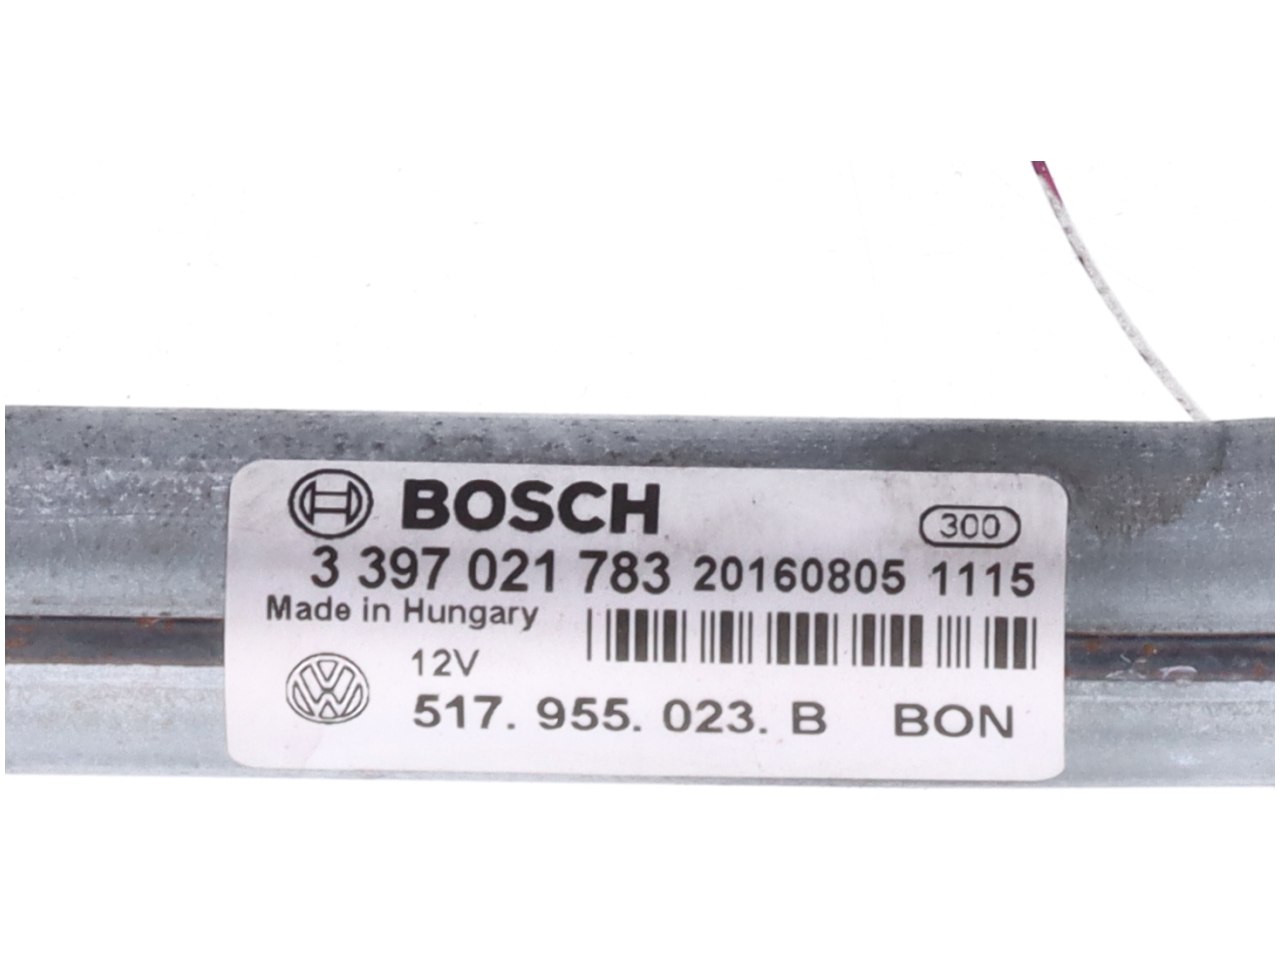 BOSCH 300
3 397 021 783 20160805 1115
Made in Hungary
12V
517. 955. 023. B BON